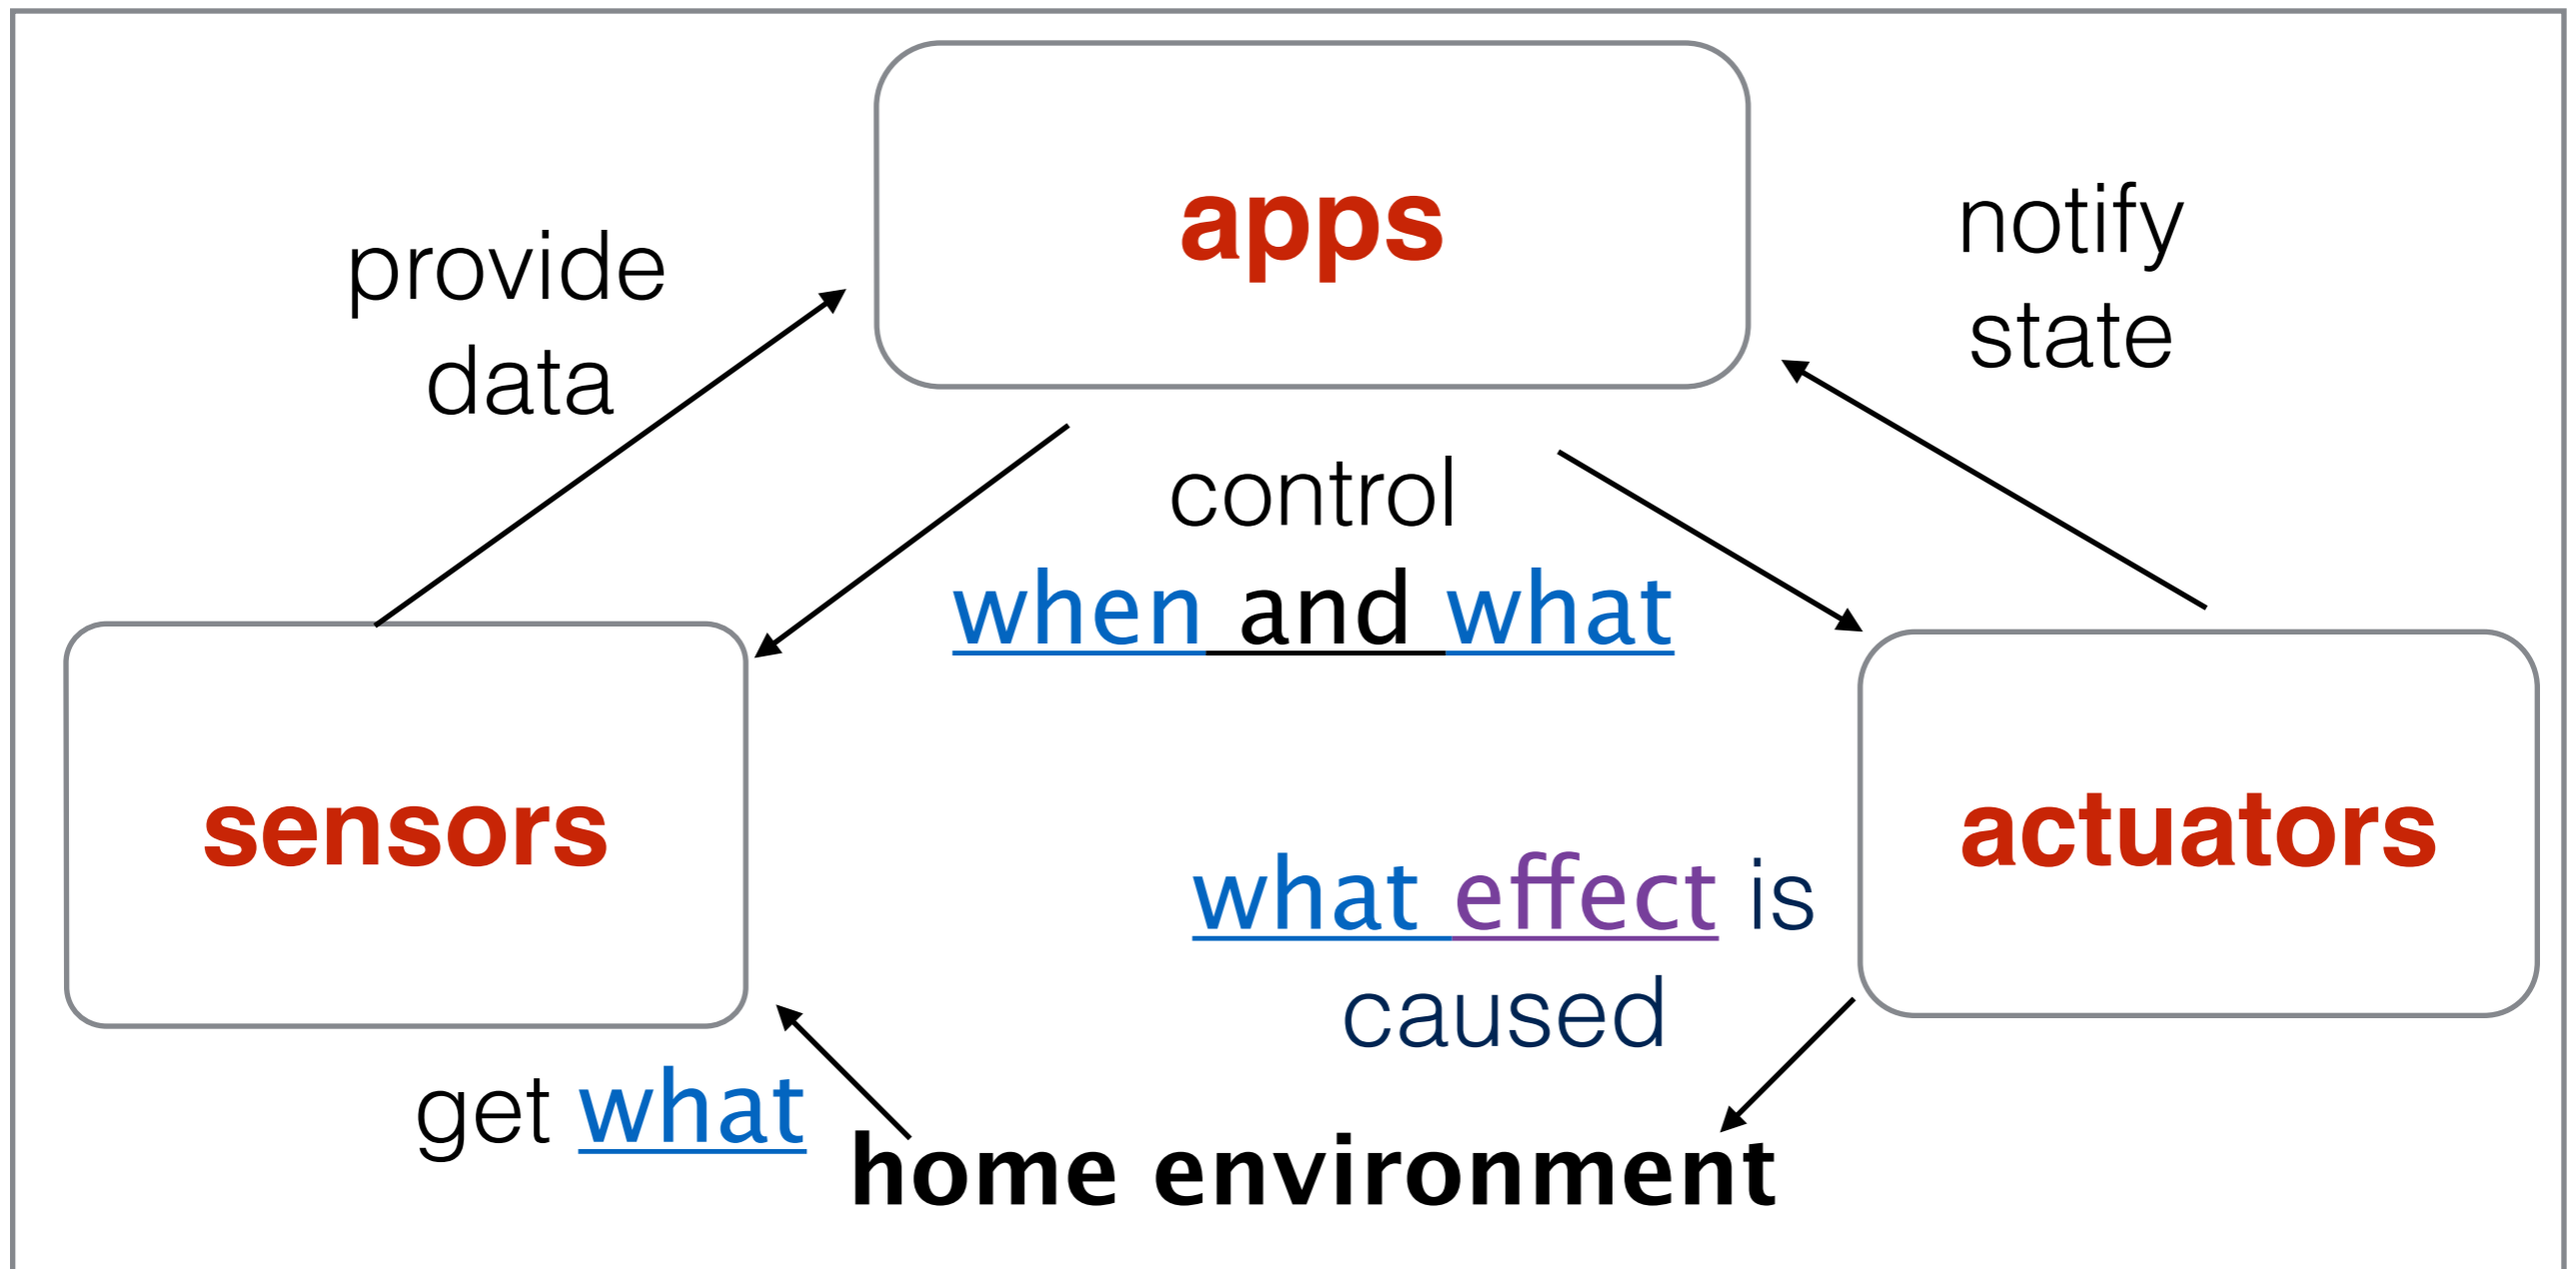 apps
provide
data
notify
state
control
when and what
sensors
actuators
what effect is
caused
get what
home environment